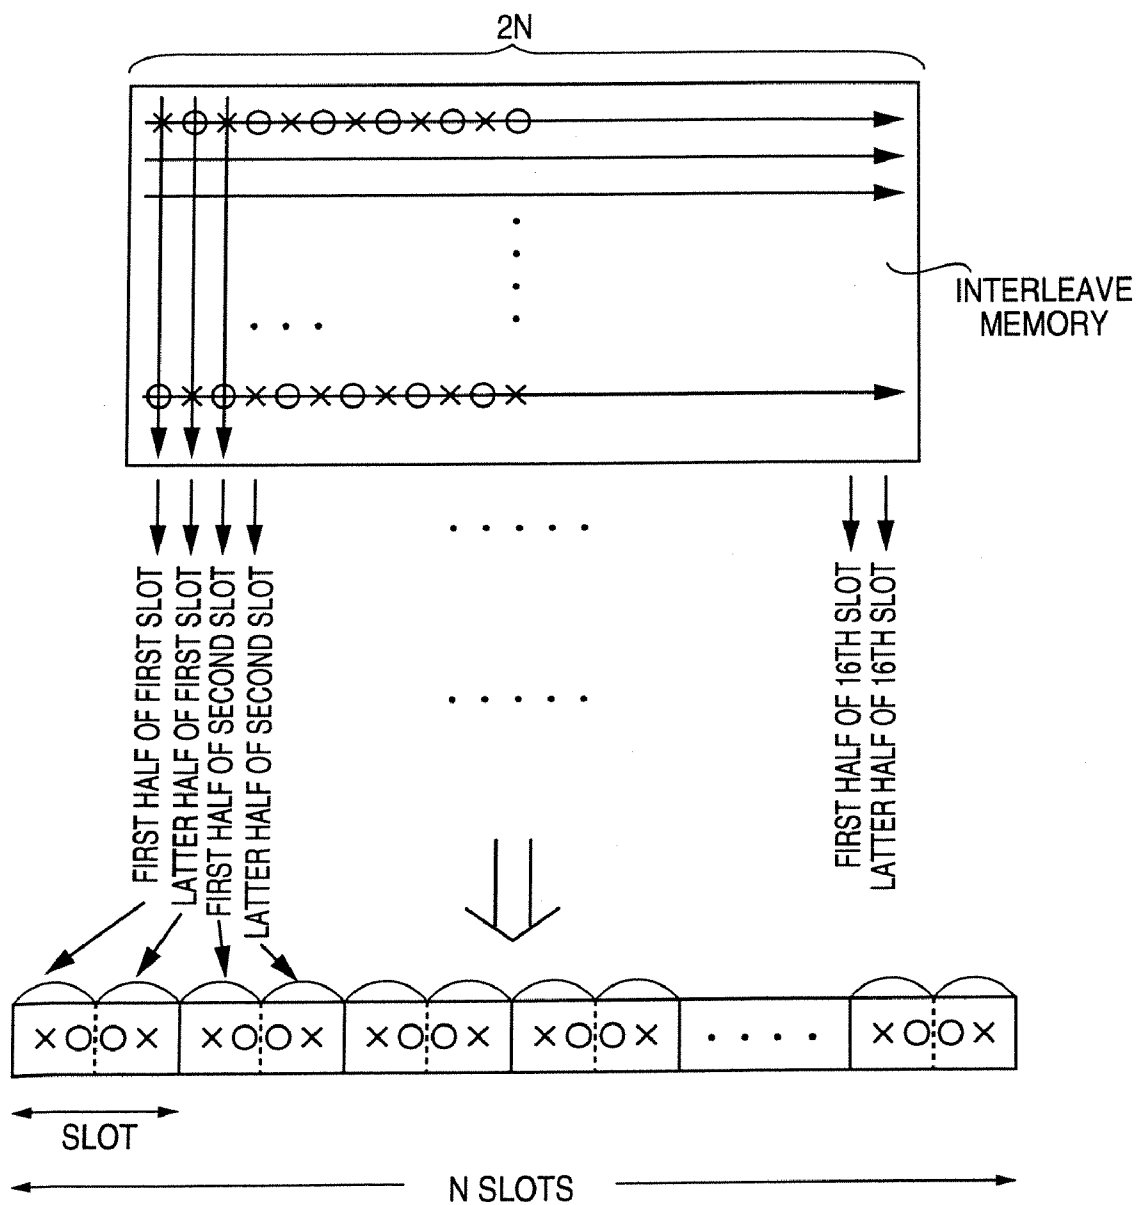 2N
INTERLEAVE
MEMORY
FIRST HALF OF FIRST SLOT
LATTER HALF OF FIRST SLOT
FIRST HALF OF SECOND SLOT
LATTER HALF OF SECOND SLOT
FIRST HALF OF 16TH SLOT
LATTER HALF OF 16TH SLOT
SLOT
N SLOTS